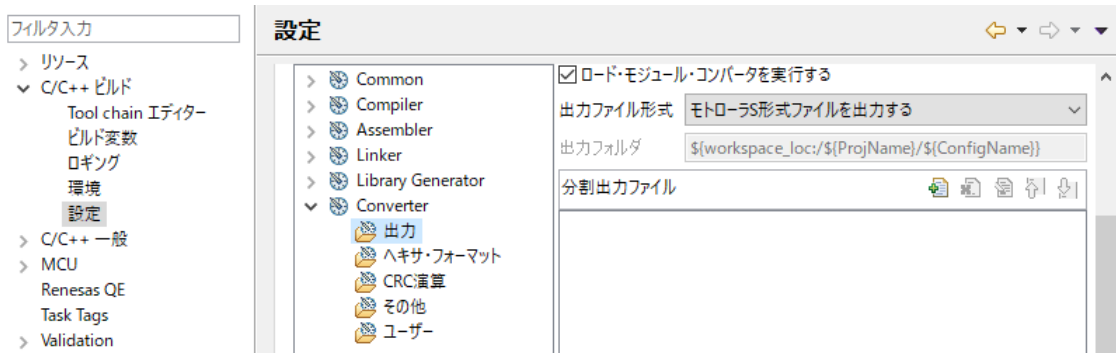 フィルタ入力
リソース
C/C++ ビルド
Tool chain エディター
ビルド変数
ロギング
環境
設定
C/C++ 一般
MCU
Renesas QE
Task Tags
Validation
設定
Common
Compiler
Assembler
Linker
Library Generator
Converter
出力
ヘキサ・フォーマット
CRC演算
その他
ユーザー
ロード・モジュール・コンバータを実行する
出力ファイル形式 モトローラS形式ファイルを出力する
出力フォルダ ${workspace_loc:/${ProjName}/${ConfigName}}
分割出力ファイル